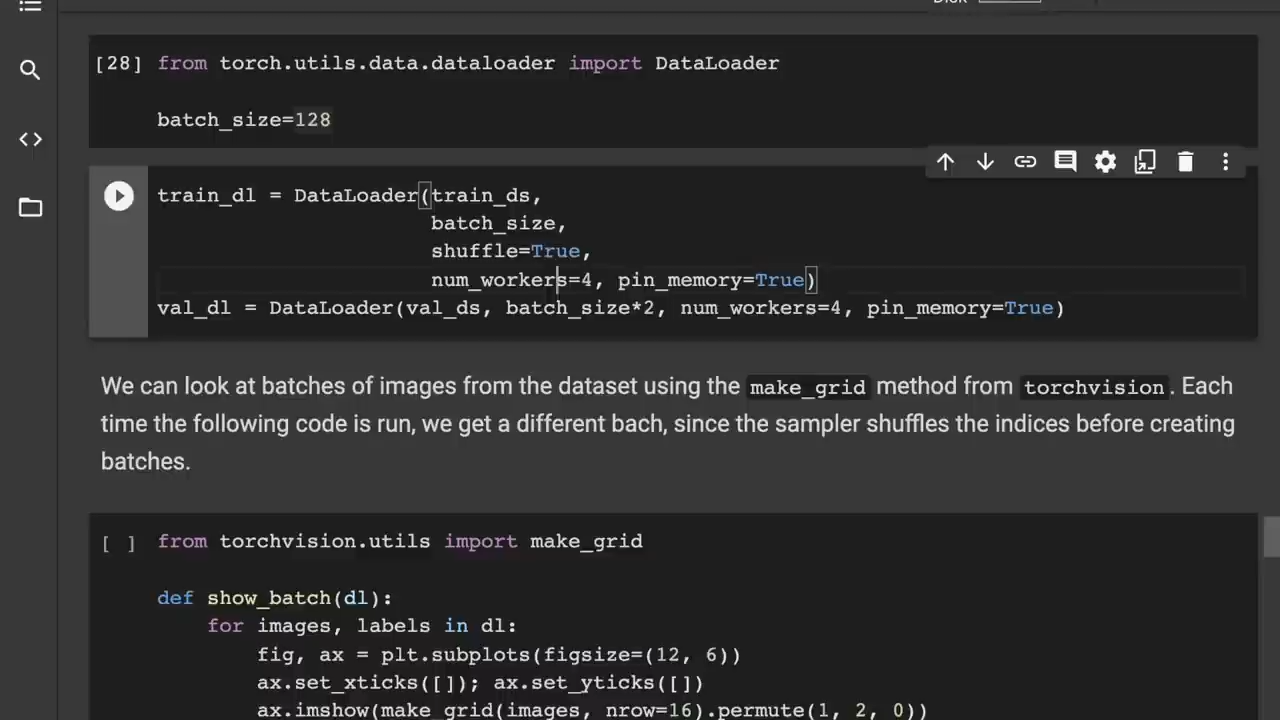 Disk
[28] from torch.utils.data.dataloader import DataLoader
batch_size=128
train_dl = DataLoader(train_ds,
batch_size,
shuffle=True,
num_workers=4, pin_memory=True)
val_dl = DataLoader(val_ds, batch_size*2, num_workers=4, pin_memory=True)
We can look at batches of images from the dataset using the make_grid method from torchvision. Each
time the following code is run, we get a different bach, since the sampler shuffles the indices before creating
batches.
[ ] from torchvision.utils import make_grid
def show_batch(dl):
for images, labels in dl:
fig, ax = plt.subplots(figsize=(12, 6))
ax.set_xticks([]); ax.set_yticks([])
ax.imshow(make_grid(images, nrow=16).permute(1, 2, 0))